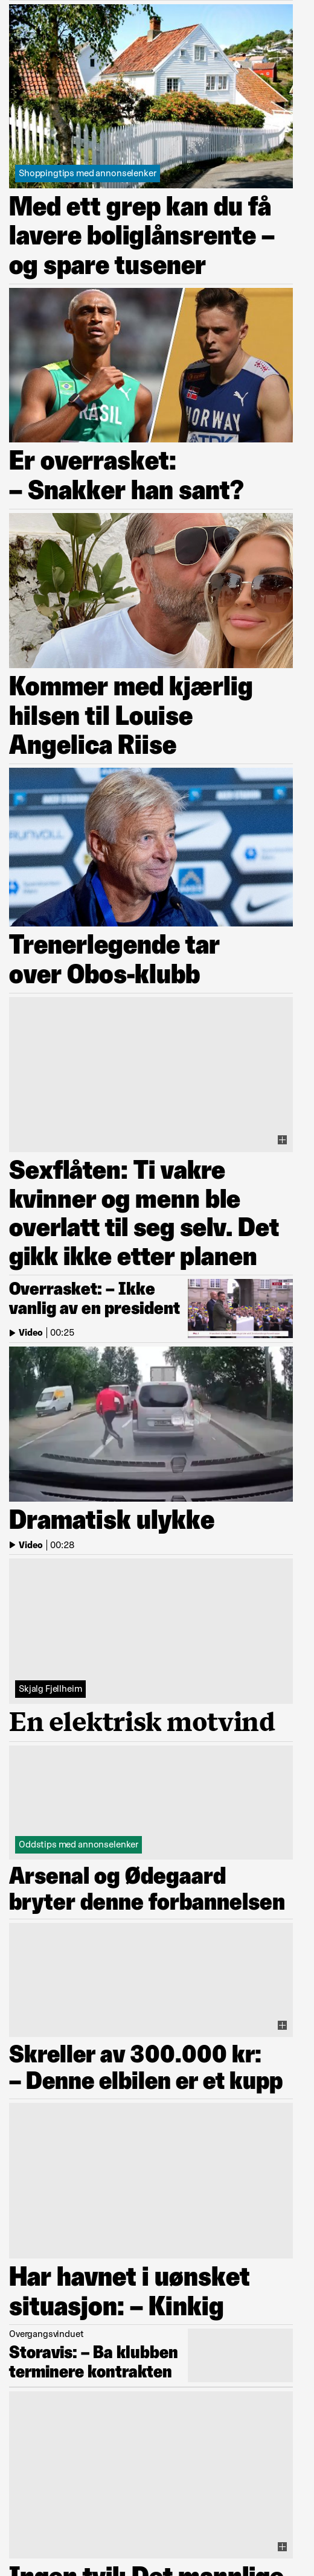 Shoppingtips med annonselenker
Med ett grep kan du få
lavere boliglånsrente –
og spare tusener
RASIL
NORWAY
Er overrasket:
– Snakker han sant?
Kommer med kjærlig
hilsen til Louise
Angelica Riise
Trenerlegende tar
over Obos-klubb
Sexflåten: Ti vakre
kvinner og menn ble
overlatt til seg selv. Det
gikk ikke etter planen
Overrasket: – Ikke
vanlig av en president
Video | 00:25
Dramatisk ulykke
Video | 00:28
Skjalg Fjellheim
En elektrisk motvind
Oddstips med annonselenker
Arsenal og Ødegaard
bryter denne forbannelsen
Skreller av 300.000 kr:
– Denne elbilen er et kupp
Har havnet i uønsket
situasjon: – Kinkig
Overgangsvinduet
Storavis: – Ba klubben
terminere kontrakten